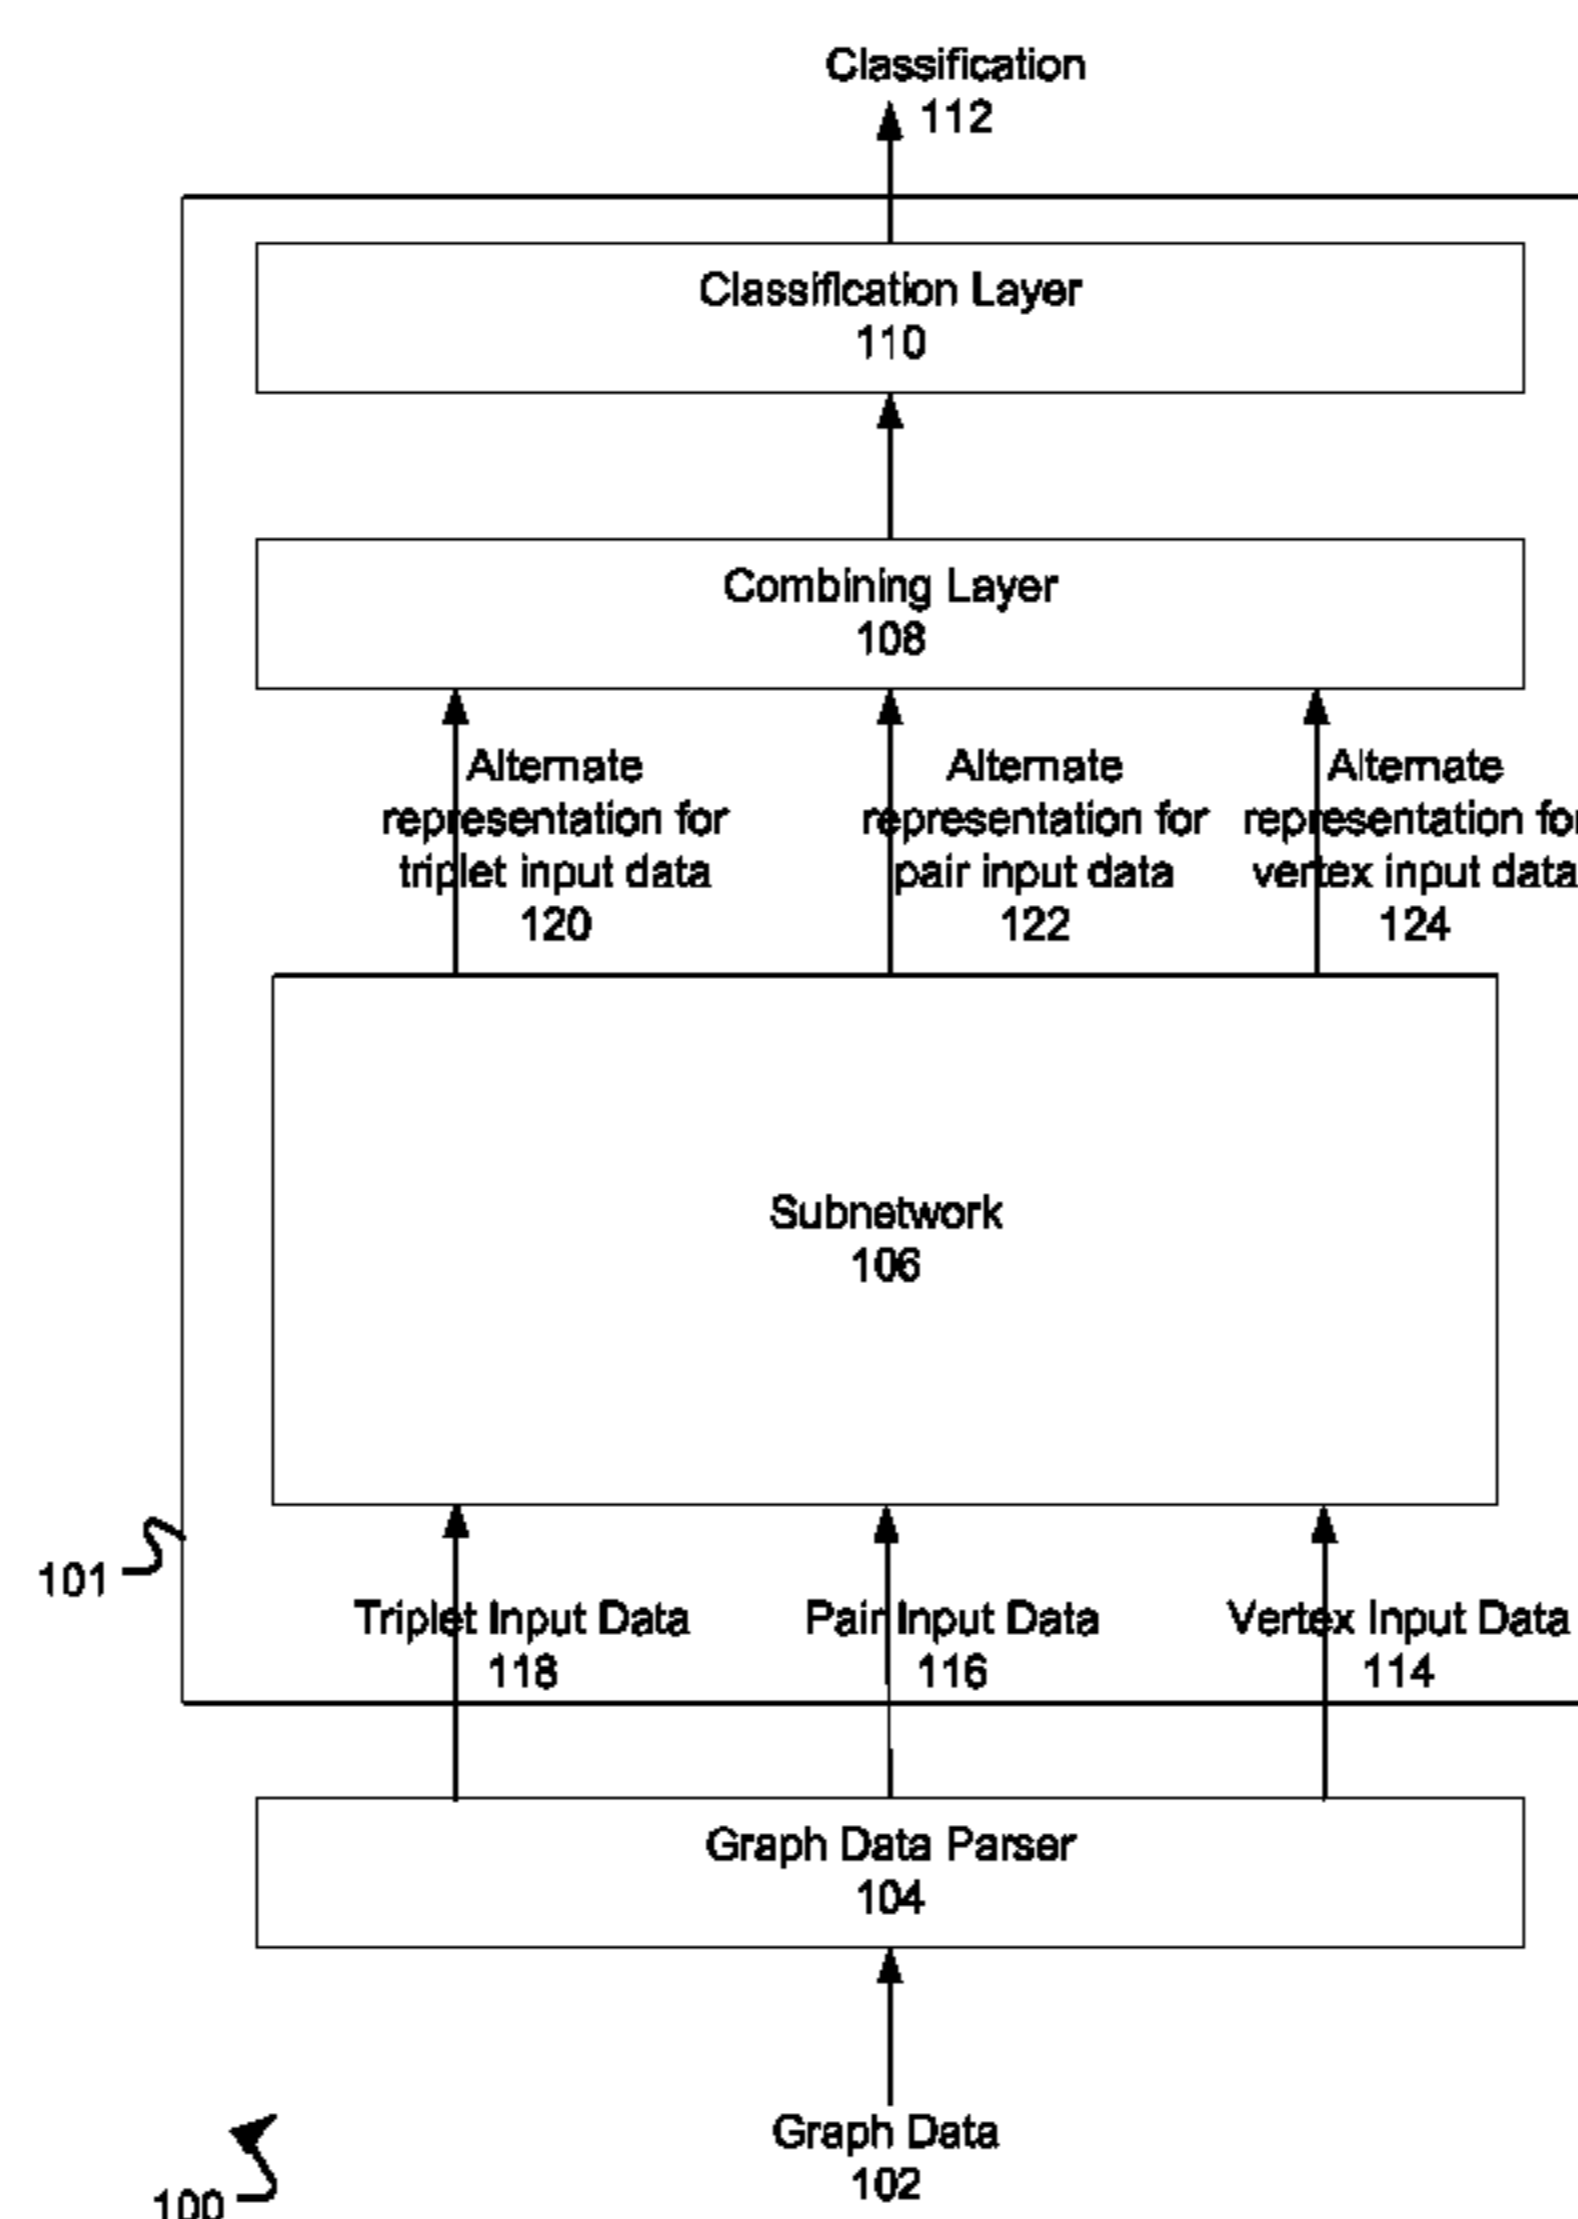 Classification
112
Classification Layer
110
Combining Layer
108
Alternate
representation for
triplet input data
120
Alternate
representation for
pair input data
122
Alternate
representation for
vertex input data
124
Subnetwork
106
101
Triplet Input Data
118
Pair Input Data
116
Vertex Input Data
114
Graph Data Parser
104
Graph Data
102
100